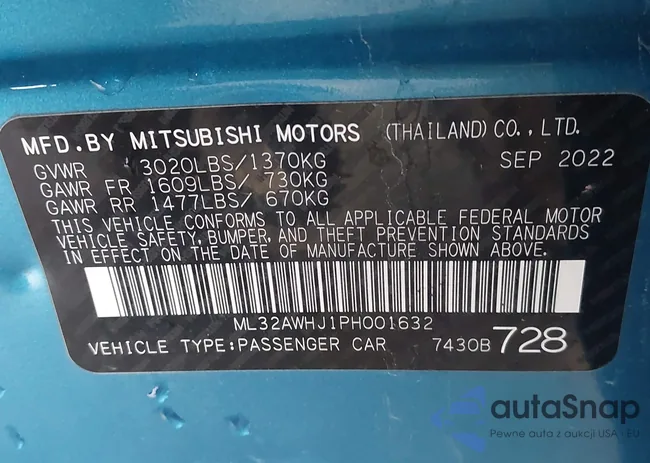 MFD.BY MITSUBISHI MOTORS (THAILAND) CO., LTD.
GVWR 3020LBS/1370KG SEP 2022
GAWR FR 1609LBS/ 730KG
GAWR RR 1477LBS/ 670KG
THIS VEHICLE CONFORMS TO ALL APPLICABLE FEDERAL MOTOR
VEHICLE SAFETY, BUMPER, AND THEFT PREVENTION STANDARDS
IN EFFECT ON THE DATE OF MANUFACTURE SHOWN ABOVE.
ML32AWHJ1PH001632
VEHICLE TYPE:PASSENGER CAR 7430B 728
autoSnap
Pewne auta z aukcji USA - EU